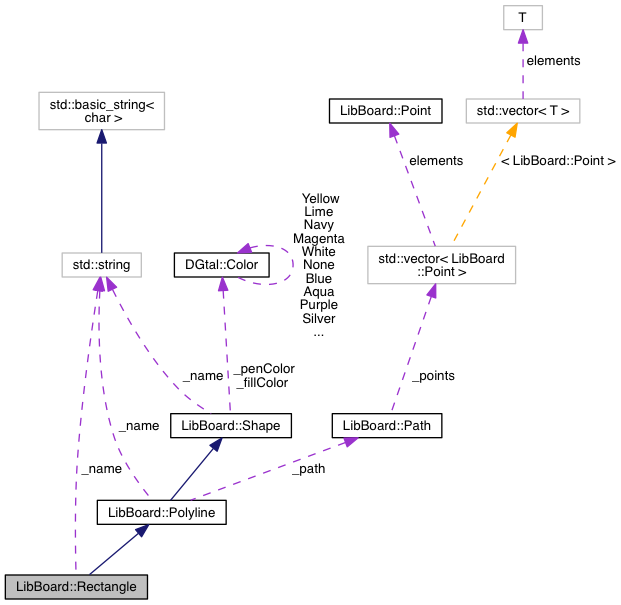 T
elements
std::basic_string<
char >
LibBoard::Point
std::vector< T >
elements
< LibBoard::Point >
Yellow
Lime
Navy
Magenta
White
None
Blue
Aqua
Purple
Silver
...
std::string
DGtal::Color
std::vector< LibBoard
::Point >
_name
_penColor
_fillColor
_points
LibBoard::Shape
LibBoard::Path
_name
_name
_path
LibBoard::Polyline
LibBoard::Rectangle